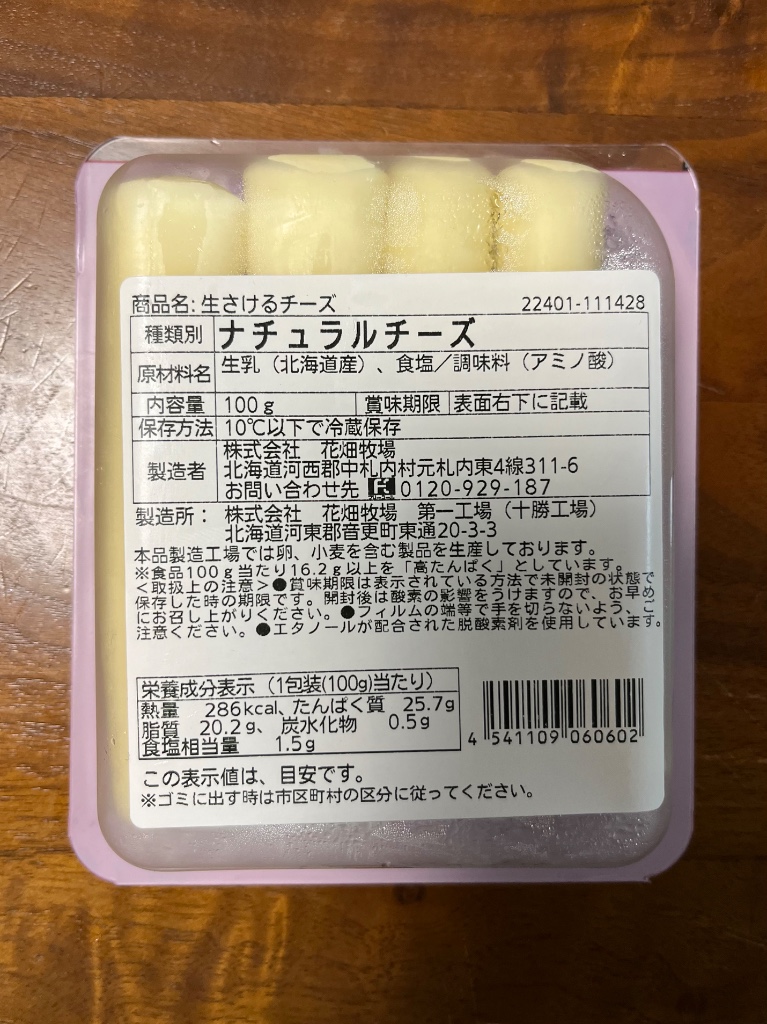 商品名: 生さけるチーズ 22401-111428
種類別 ナチュラルチーズ
原材料名 生乳（北海道産）、食塩／調味料（アミノ酸）
内容量 100g 賞味期限 表面右下に記載
保存方法 10℃以下で冷蔵保存
製造者 株式会社 花畑牧場
北海道河西郡中札内村元札内東4線311-6
お問い合わせ先 0120-929-187
製造所： 株式会社 花畑牧場 第一工場（十勝工場）
北海道河東郡音更町東通20-3-3
本品製造工場では卵、小麦を含む製品を生産しております。
※食品100g当たり16.2g以上を「高たんぱく」としています。
＜取扱上の注意＞●賞味期限は表示されている方法で未開封の状態で
保存した時の期限です。開封後は酸素の影響をうけますので、お早め
にお召し上がりください。●フィルムの端等で手を切らないよう、ご
注意ください。●エタノールが配合された脱酸素剤を使用しています。
栄養成分表示（1包装(100g)当たり）
熱量 286kcal、たんぱく質 25.7g
脂質 20.2g、炭水化物 0.5g
食塩相当量 1.5g
4 541109 060602
この表示値は、目安です。
※ゴミに出す時は市区町村の区分に従ってください。